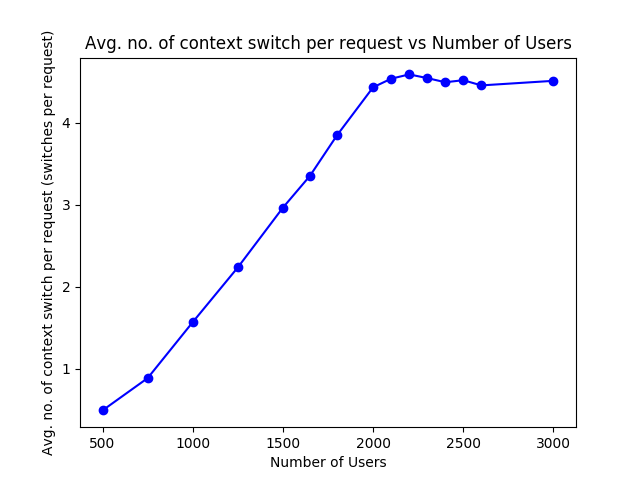 Avg. no. of context switch per request vs Number of Users
Avg. no. of context switch per request (switches per request)
4
3
2
1
500 1000 1500 2000 2500 3000
Number of Users